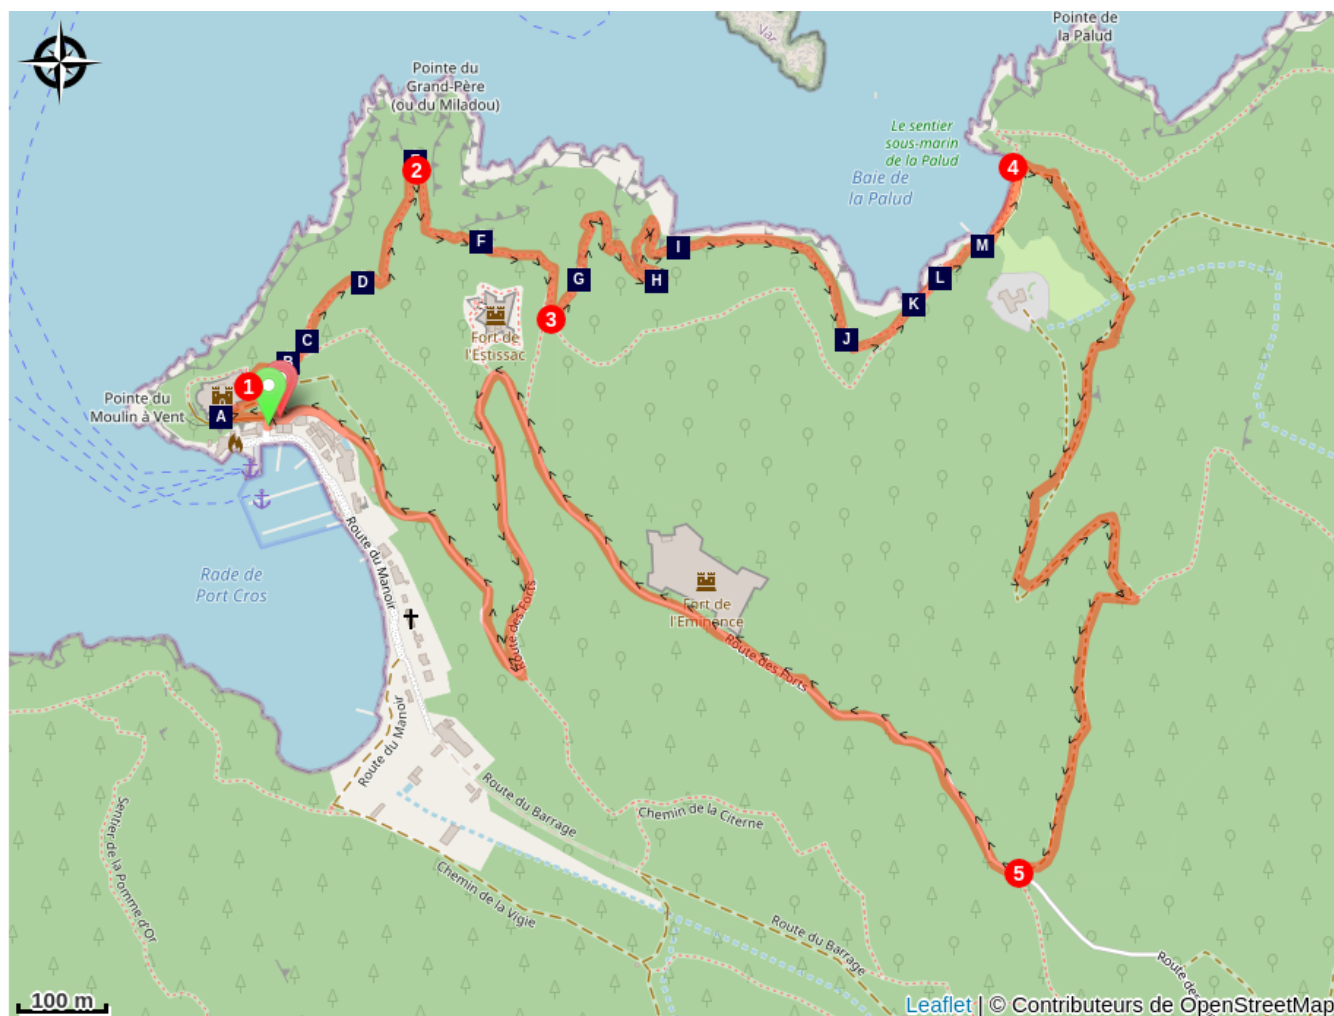 Pointe de
la Palud
Var
Pointe du
Grand-Père
(ou du Miladou)
Le sentier
sous-marin
de la Palud
Baie de
la Palud
2
4
F
I
M
D
G
H
L
K
3
C
J
Fort de
l'Estissac
B
1
A
Pointe du
Moulin à Vent
Route du Manoir
Rade de
Port Cros
Route des Forts
Fort de
l'Eminence
Route des Forts
Route du Manoir
Route du Barrage
Chemin de la Citerne
Sentier de la Pomme d'Or
Chemin de la Vigie
5
Route du Barrage
Route des
100 m
Leaflet | © Contributeurs de OpenStreetMap